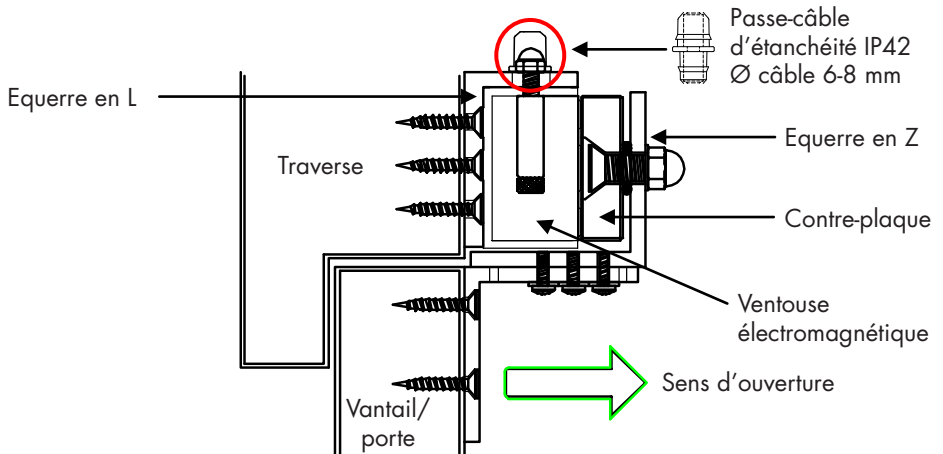 Passe-câble
d'étanchéité IP42
Ø câble 6-8 mm
Equerre en L
Equerre en Z
Traverse
Contre-plaque
Ventouse
électromagnétique
Sens d'ouverture
Vantail/
porte